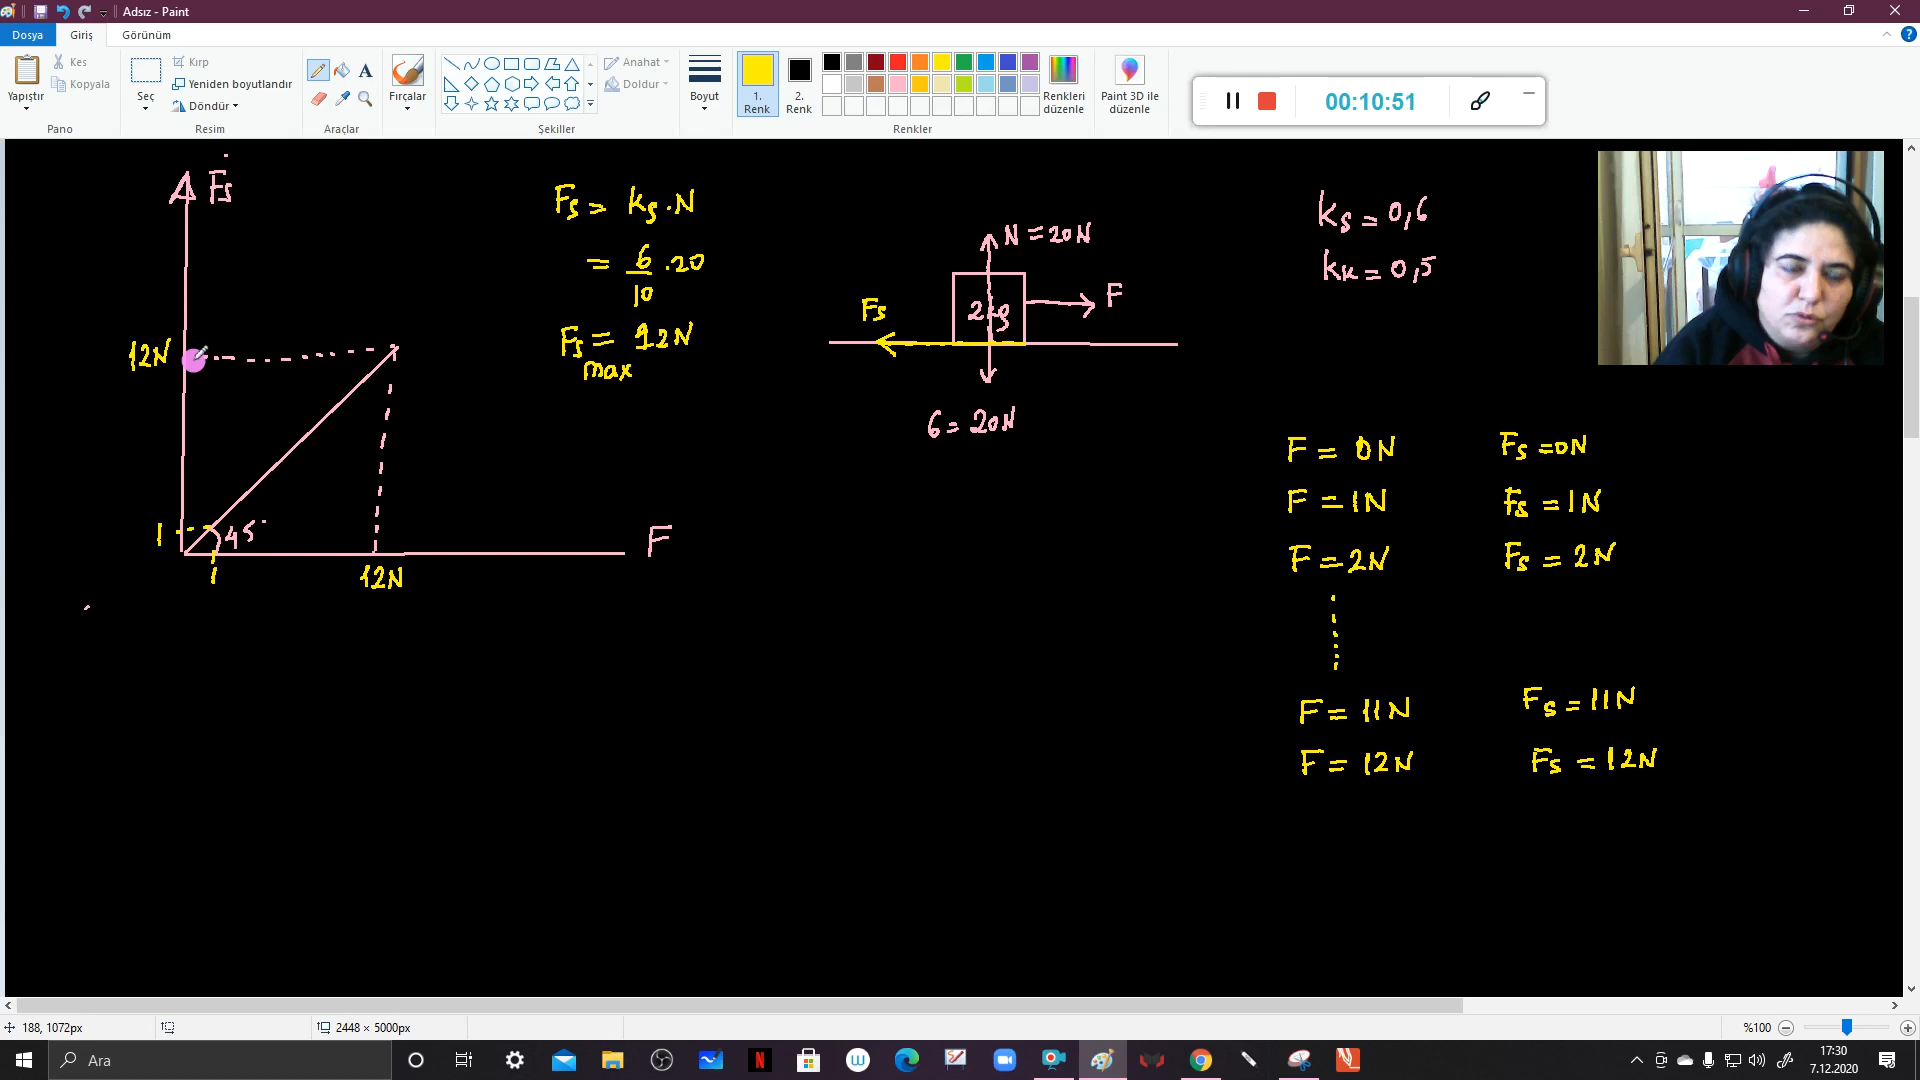 Adsız - Paint
Dosya
Giriş
Görünüm
Yapıştır
Kes
Kopyala
Pano
Seç
Kırp
Yeniden boyutlandır
Döndür
Resim
A
Araçlar
Fırçalar
Anahat
Doldur
Şekiller
Boyut
1.
Renk
2.
Renk
Renkler
Renkleri
düzenle
Paint 3D ile
düzenle
00:10:51
Fs
12N
1
45
1
12N
F
Fs = ks.N
= 6/10 .20
Fs = 12N
max
N = 20N
Fs
F
2kg
G = 20N
ks = 0,6
kk = 0,5
F = 0N Fs = 0N
F = 1N Fs = 1N
F = 2N Fs = 2N
F = 11N Fs = 11N
F = 12N Fs = 12N
188, 1072px
2448 × 5000px
%100
Ara
17:30
7.12.2020